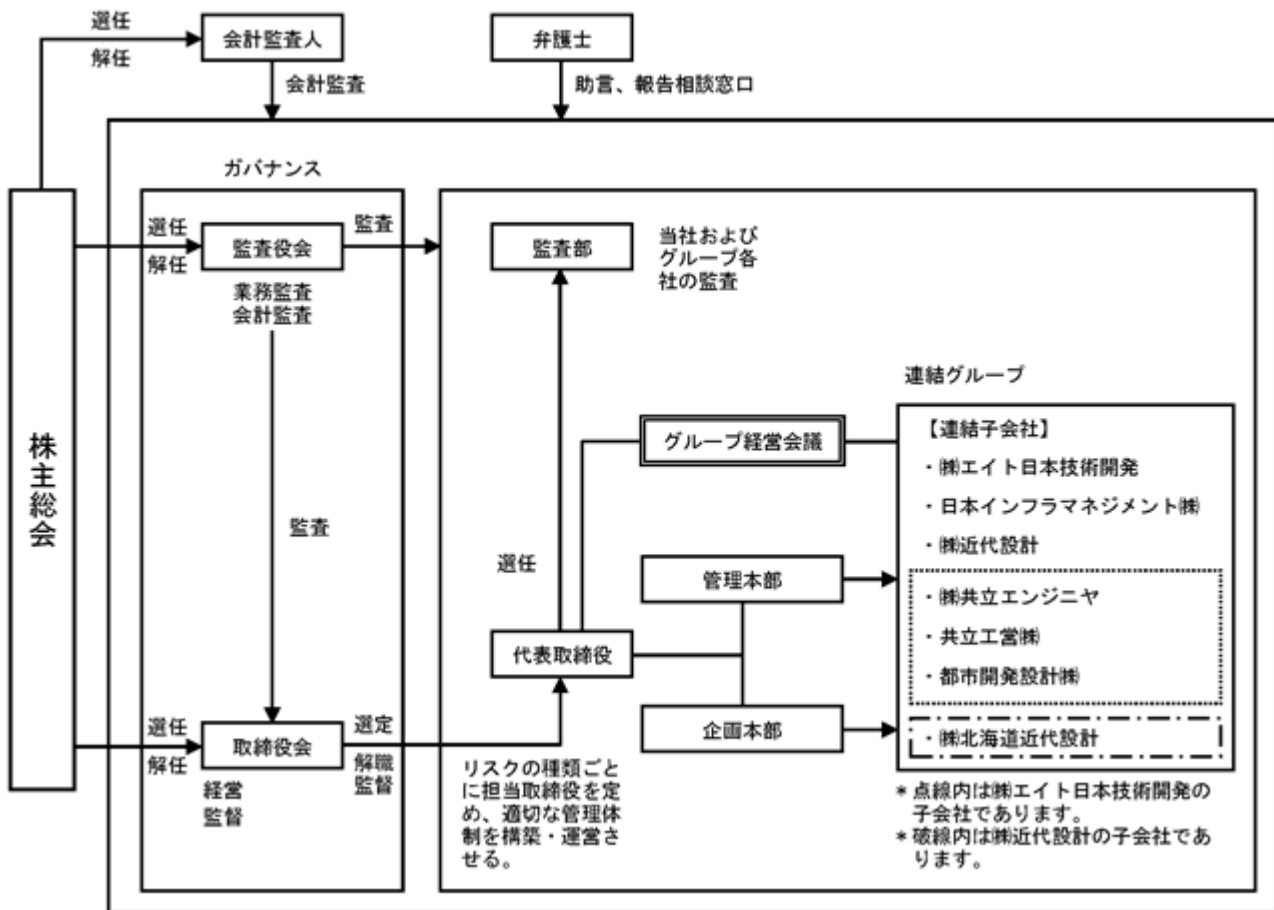 選任
解任
会計監査人
弁護士
会計監査
助言、報告相談窓口
ガバナンス
株主総会
選任
解任
監査役会
監査
業務監査
会計監査
監査部
当社および
グループ各
社の監査
連結グループ
グループ経営会議
【連結子会社】
・㈱エイト日本技術開発
・日本インフラマネジメント㈱
・㈱近代設計
・㈱共立エンジニヤ
・共立工営㈱
・都市開発設計㈱
・㈱北海道近代設計
監査
選任
管理本部
代表取締役
企画本部
選任
解任
取締役会
経営
監督
選定
解職
監督
リスクの種類ごと
に担当取締役を定
め、適切な管理体
制を構築・運営さ
せる。
＊点線内は㈱エイト日本技術開発の
子会社であります。
＊破線内は㈱近代設計の子会社であ
ります。